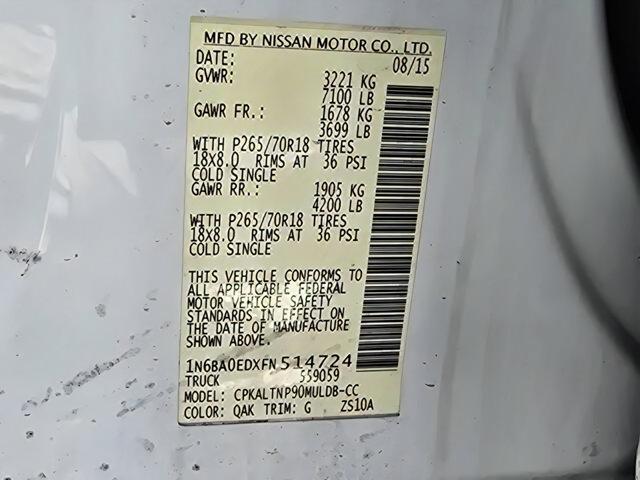 MFD BY NISSAN MOTOR CO., LTD.
DATE: 08/15
GVWR: 3221 KG
7100 LB
GAWR FR.: 1678 KG
3699 LB
WITH P265/70R18 TIRES
18X8.0 RIMS AT 36 PSI
COLD SINGLE
GAWR RR.: 1905 KG
4200 LB
WITH P265/70R18 TIRES
18X8.0 RIMS AT 36 PSI
COLD SINGLE
THIS VEHICLE CONFORMS TO
ALL APPLICABLE FEDERAL
MOTOR VEHICLE SAFETY
STANDARDS IN EFFECT ON
THE DATE OF MANUFACTURE
SHOWN ABOVE.
1N6BA0EDXFN514724
TRUCK 559059
MODEL: CPKALTNP90MULDB-CC
COLOR: QAK TRIM: G ZS10A